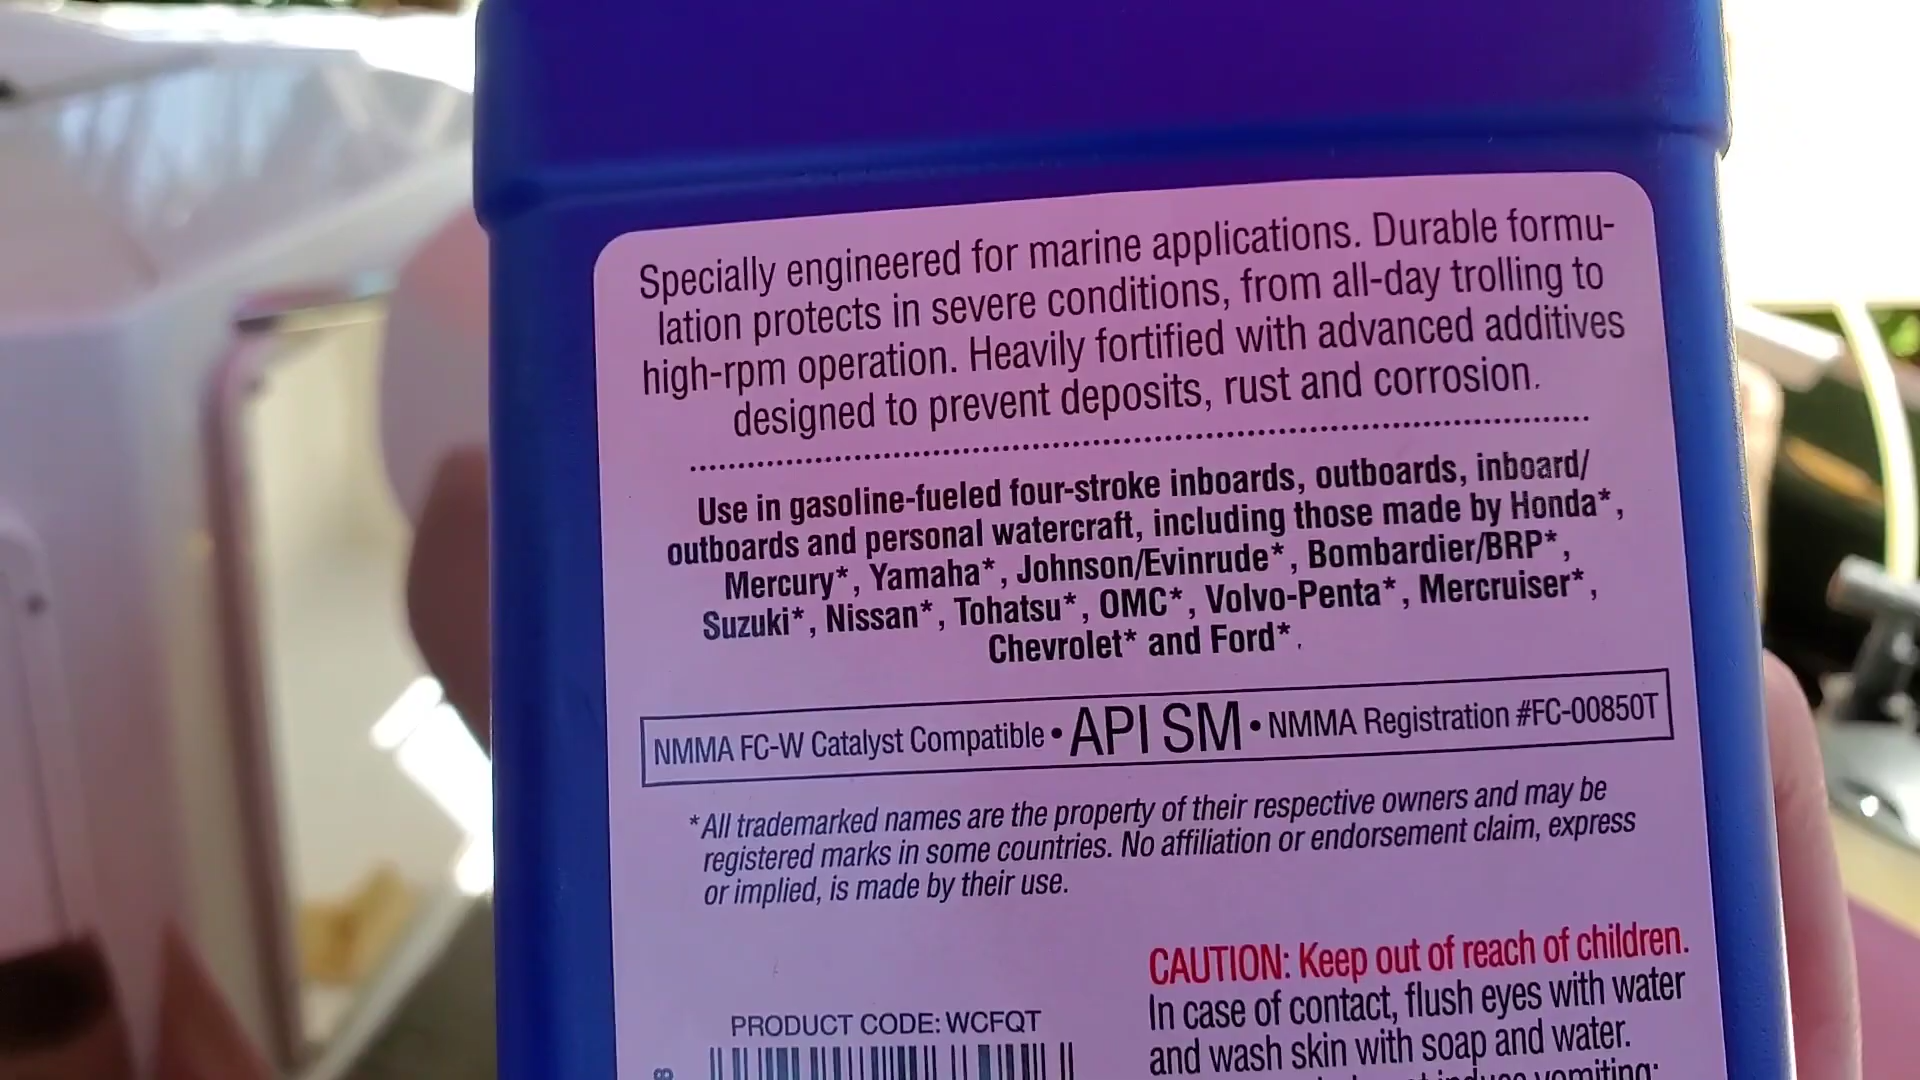 Specially engineered for marine applications. Durable formu-
lation protects in severe conditions, from all-day trolling to
high-rpm operation. Heavily fortified with advanced additives
designed to prevent deposits, rust and corrosion.
Use in gasoline-fueled four-stroke inboards, outboards, inboard/
outboards and personal watercraft, including those made by Honda*,
Mercury*, Yamaha*, Johnson/Evinrude*, Bombardier/BRP*,
Suzuki*, Nissan*, Tohatsu*, OMC*, Volvo-Penta*, Mercruiser*,
Chevrolet* and Ford*.
NMMA FC-W Catalyst Compatible • API SM • NMMA Registration #FC-00850T
*All trademarked names are the property of their respective owners and may be
registered marks in some countries. No affiliation or endorsement claim, express
or implied, is made by their use.
CAUTION: Keep out of reach of children.
In case of contact, flush eyes with water
and wash skin with soap and water.
induce vomiting;
PRODUCT CODE: WCFQT
8